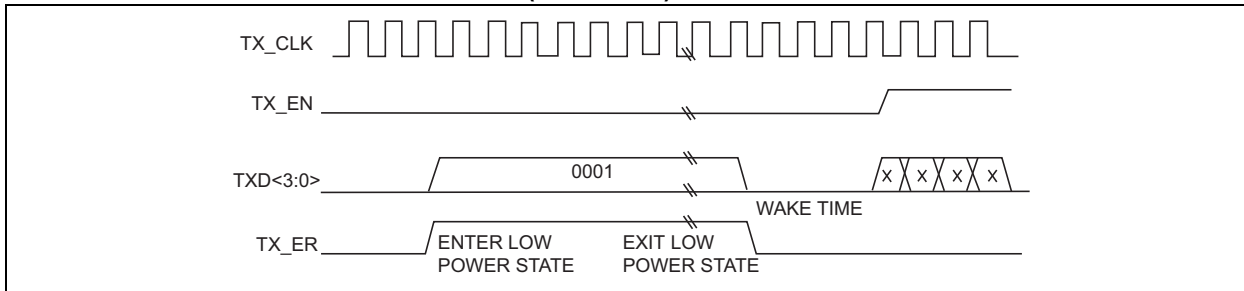 TX_CLK
TX_EN
TXD<3:0>
0001
X X X X
WAKE TIME
TX_ER
ENTER LOW
POWER STATE
EXIT LOW
POWER STATE